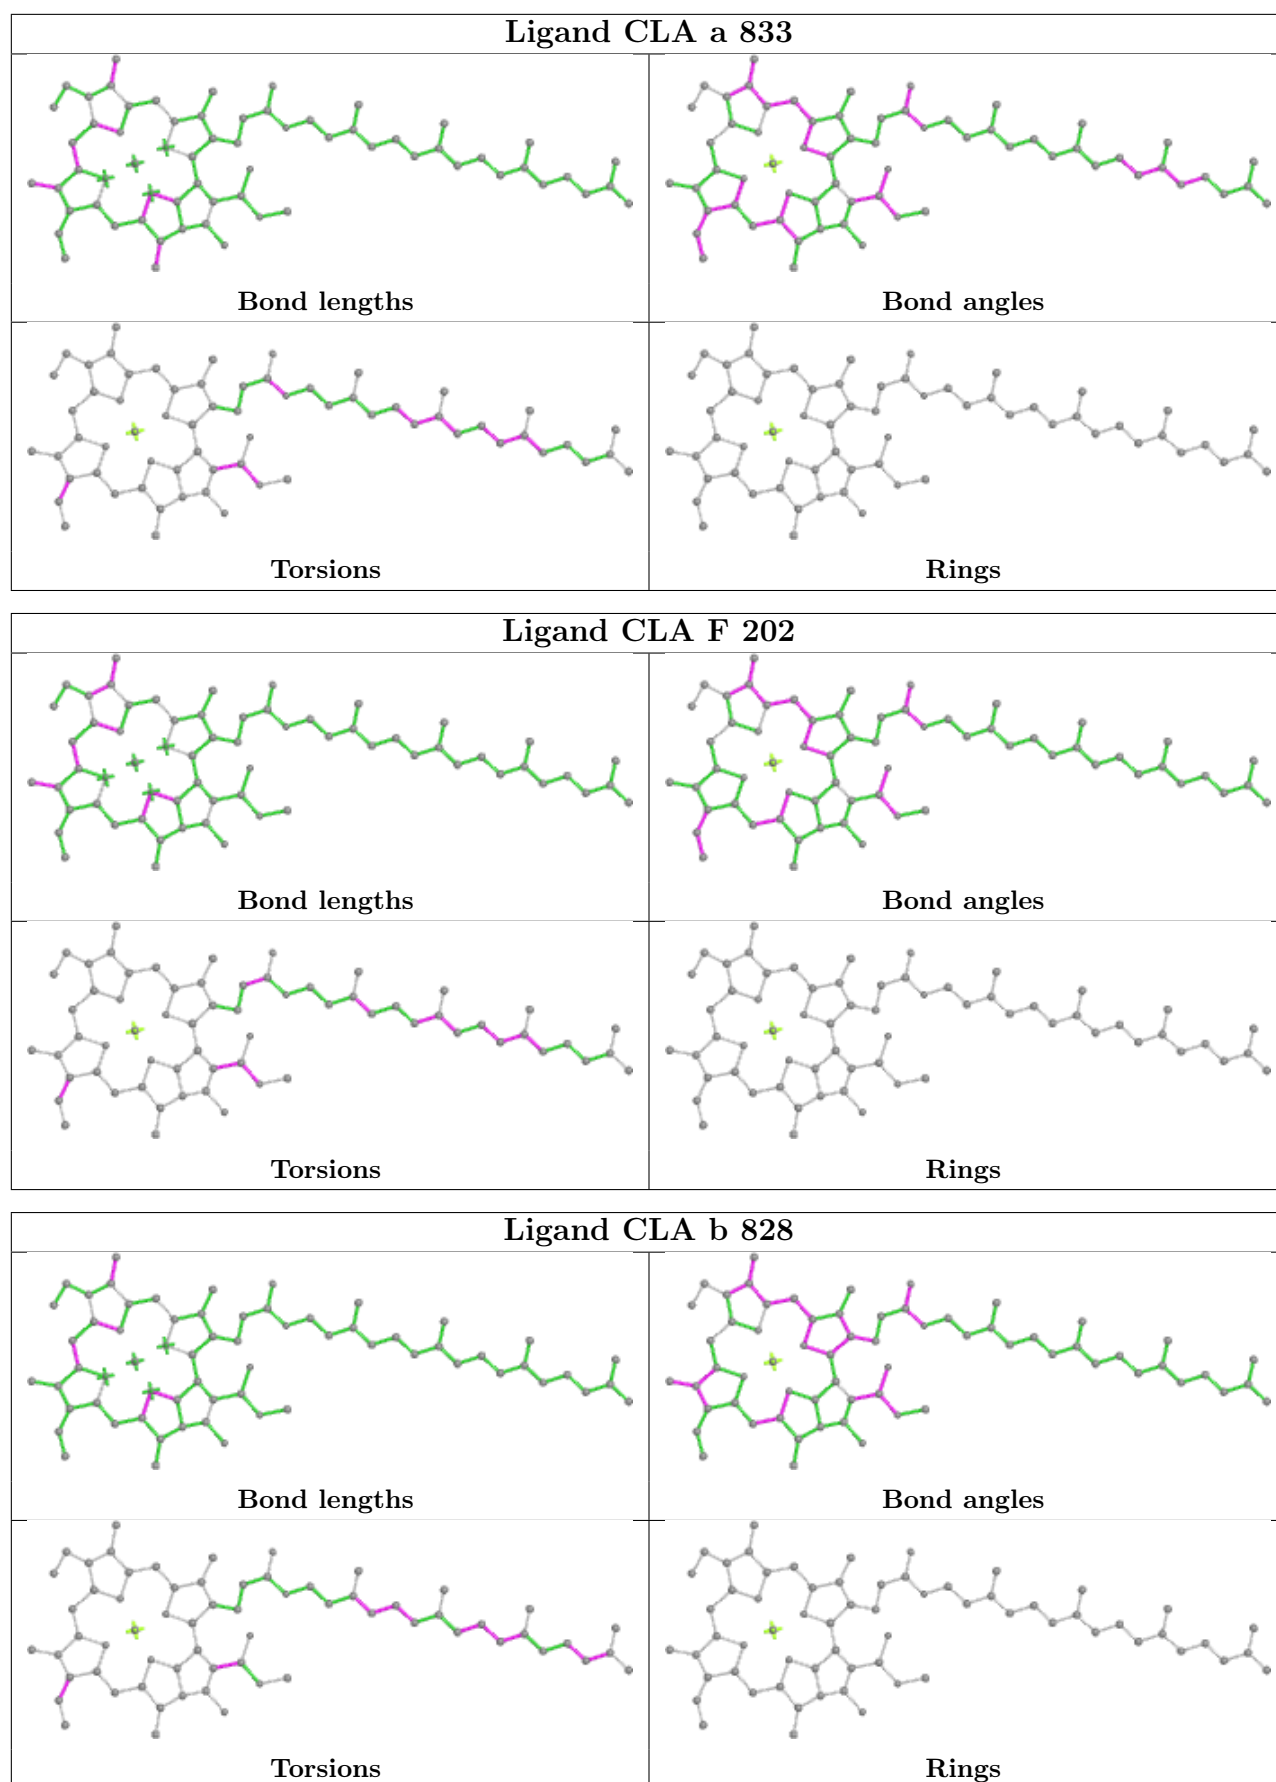 Ligand CLA a 833
Bond lengths
Bond angles
Torsions
Rings
Ligand CLA F 202
Bond lengths
Bond angles
Torsions
Rings
Ligand CLA b 828
Bond lengths
Bond angles
Torsions
Rings